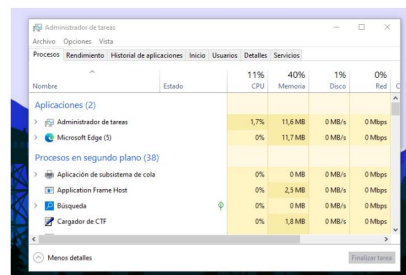 Administrador de tareas
Archivo Opciones Vista
Procesos Rendimiento Historial de aplicaciones Inicio Usuarios Detalles Servicios
11% 40% 1% 0%
Nombre Estado CPU Memoria Disco Red
Aplicaciones (2)
Administrador de tareas 1,7% 11,6 MB 0 MB/s 0 Mbps
Microsoft Edge (5) 0% 11,7 MB 0 MB/s 0 Mbps
Procesos en segundo plano (38)
Aplicación de subsistema de cola 0% 0 MB 0 MB/s 0 Mbps
Application Frame Host 0% 2,5 MB 0 MB/s 0 Mbps
Búsqueda 0% 0 MB 0 MB/s 0 Mbps
Cargador de CTF 0% 1,8 MB 0 MB/s 0 Mbps
Menos detalles Finalizar tarea